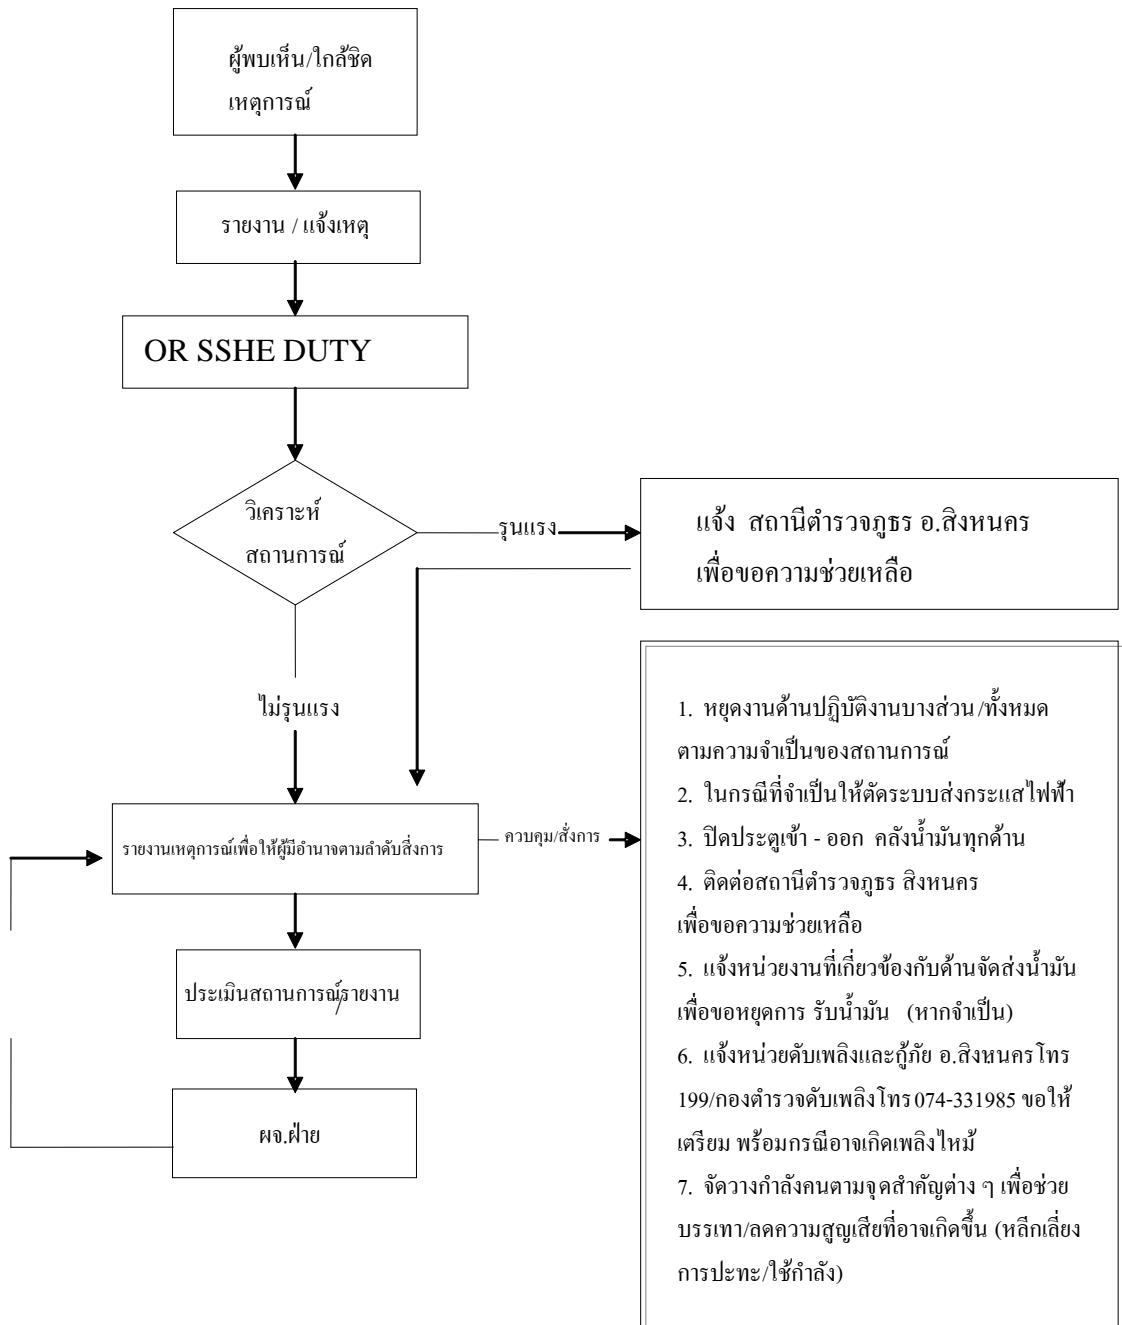 ผู้พบเห็น/ใกล้ชิด
เหตุการณ์
รายงาน / แจ้งเหตุ
OR SSHE DUTY
วิเคราะห์
สถานการณ์
รุนแรง
แจ้ง สถานีตำรวจภูธร อ.สิงหนคร
เพื่อขอความช่วยเหลือ
ไม่รุนแรง
รายงานเหตุการณ์เพื่อให้ผู้มีอำนาจตามลำดับสี่งการ
ควบคุม/สั่งการ
ประเมินสถานการณ์/รายงาน
ผจ.ฝ่าย
1. หยุดงานด้านปฏิบัติงานบางส่วน/ทั้งหมด
ตามความจำเป็นของสถานการณ์
2. ในกรณีที่จำเป็นให้ตัดระบบส่งกระแสไฟฟ้า
3. ปิดประตูเข้า - ออก คลังน้ำมันทุกด้าน
4. ติดต่อสถานีตำรวจภูธร สิงหนคร
เพื่อขอความช่วยเหลือ
5. แจ้งหน่วยงานที่เกี่ยวข้องกับด้านจัดส่งน้ำมัน
เพื่อขอหยุดการ รับน้ำมัน (หากจำเป็น)
6. แจ้งหน่วยดับเพลิงและกู้ภัย อ.สิงหนคร โทร
199/กองตำรวจดับเพลิงโทร 074-331985 ขอให้
เตรียม พร้อมกรณีอาจเกิดเพลิงไหม้
7. จัดวางกำลังคนตามจุดสำคัญต่าง ๆ เพื่อช่วย
บรรเทา/ลดความสูญเสียที่อาจเกิดขึ้น (หลีกเลี่ยง
การปะทะ/ใช้กำลัง)